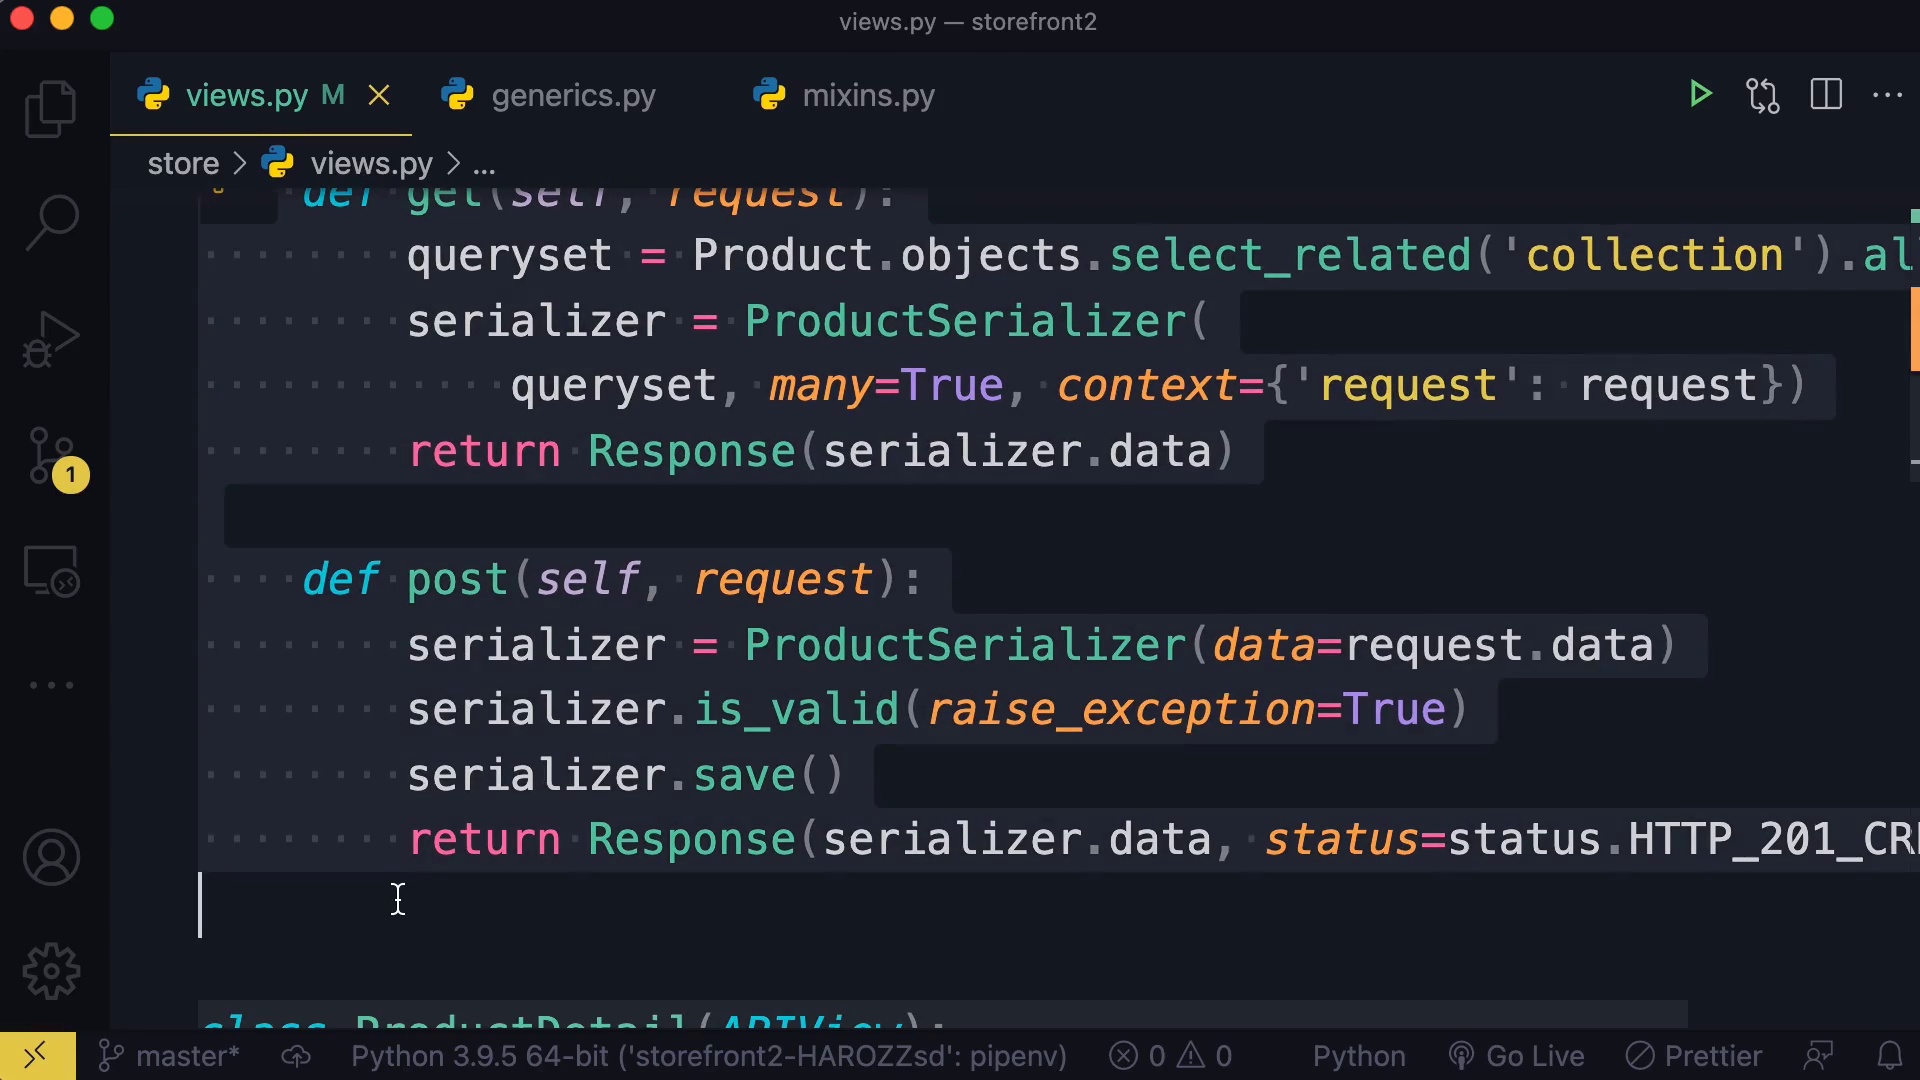 views.py — storefront2
views.py M generics.py mixins.py
store > views.py > ...
def get(self, request):
queryset = Product.objects.select_related('collection').al
serializer = ProductSerializer(
queryset, many=True, context={'request': request})
return Response(serializer.data)
def post(self, request):
serializer = ProductSerializer(data=request.data)
serializer.is_valid(raise_exception=True)
serializer.save()
return Response(serializer.data, status=status.HTTP_201_CR
1
class ProductDetail(APIView):
master* Python 3.9.5 64-bit ('storefront2-HAROZZsd': pipenv) 0 0 Python Go Live Prettier